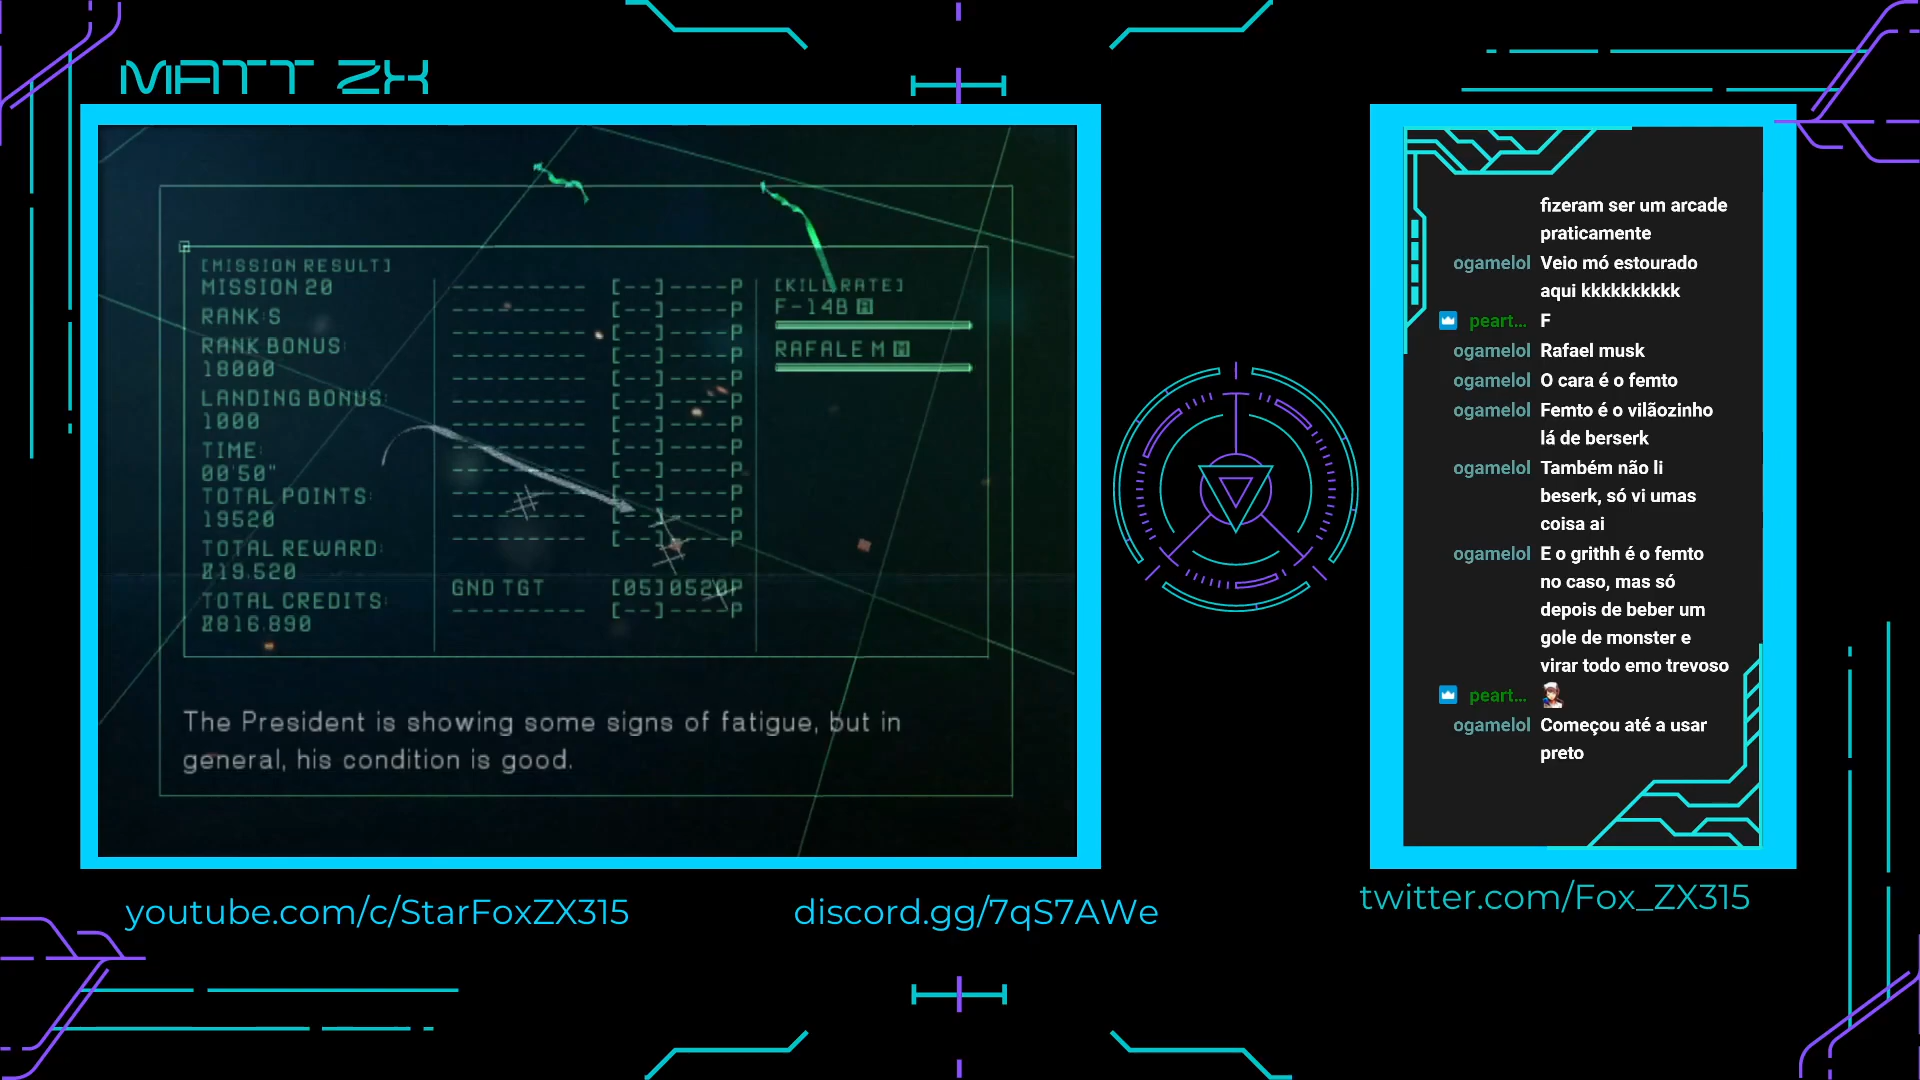 MATT ZX
[MISSION RESULT]
MISSION 20
RANK:S
RANK BONUS:
18000
LANDING BONUS:
1000
TIME:
00'50"
TOTAL POINTS:
19520
TOTAL REWARD:
Z19.520
TOTAL CREDITS:
Z816.890
---------- [--]----P
---------- [--]----P
---------- [--]----P
---------- [--]----P
---------- [--]----P
---------- [--]----P
---------- [--]----P
---------- [--]----P
---------- [--]----P
---------- [--]----P
---------- [--]----P
---------- [--]----P
GND TGT [05]0520P
---------- [--]----P
[KILL RATE]
F-14B
RAFALE M
The President is showing some signs of fatigue, but in
general, his condition is good.
fizeram ser um arcade
praticamente
ogamelol Veio mó estourado
aqui kkkkkkkkkk
peart... F
ogamelol Rafael musk
ogamelol O cara é o femto
ogamelol Femto é o vilãozinho
lá de berserk
ogamelol Também não li
beserk, só vi umas
coisa ai
ogamelol E o grithh é o femto
no caso, mas só
depois de beber um
gole de monster e
virar todo emo trevoso
peart...
ogamelol Começou até a usar
preto
youtube.com/c/StarFoxZX315
discord.gg/7qS7AWe
twitter.com/Fox_ZX315